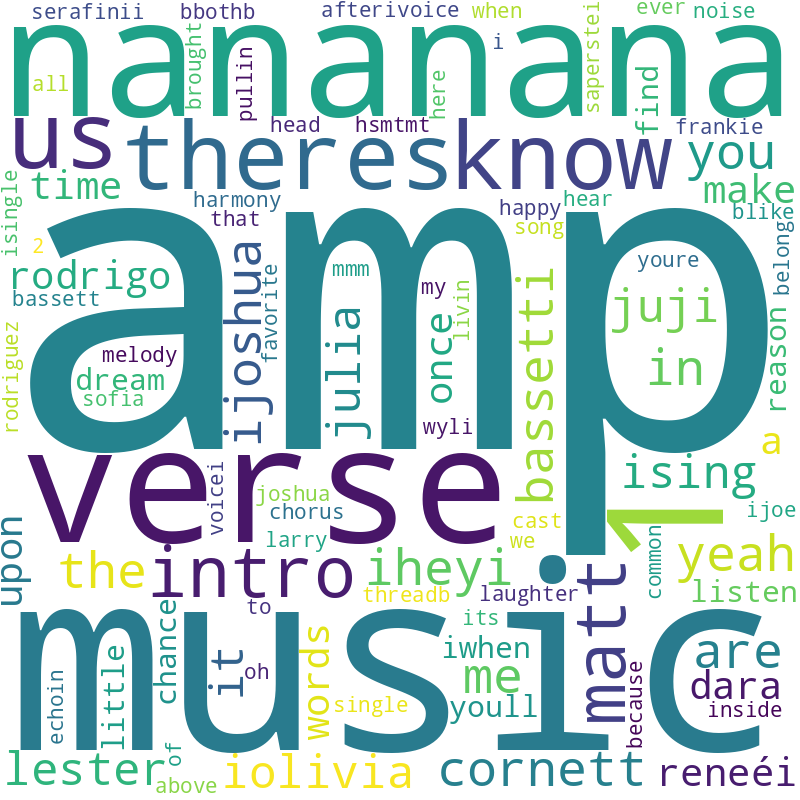 serafinii bbothb afterivoice when ever noise
nananana
i
all brought pullin here saperstei find
head hsmtmt frankie
us theres know you
time harmony happy hear make
isingle that song blike
2 amp youre belong
rodrigo ijoshua favorite mmm my livin juji
bassett julia once bassetti in reason
melody
dream
sofia
rodriguez wyli a
verse 1
voicei joshua ising
chorus cast ijoe
larry we common
upon the intro iheyi yeah
threadb laughter listen
music
to its matt
chance it words iwhen are
echoin little oh me dara
single youll because inside
lester of iolivia cornett reneéi
above